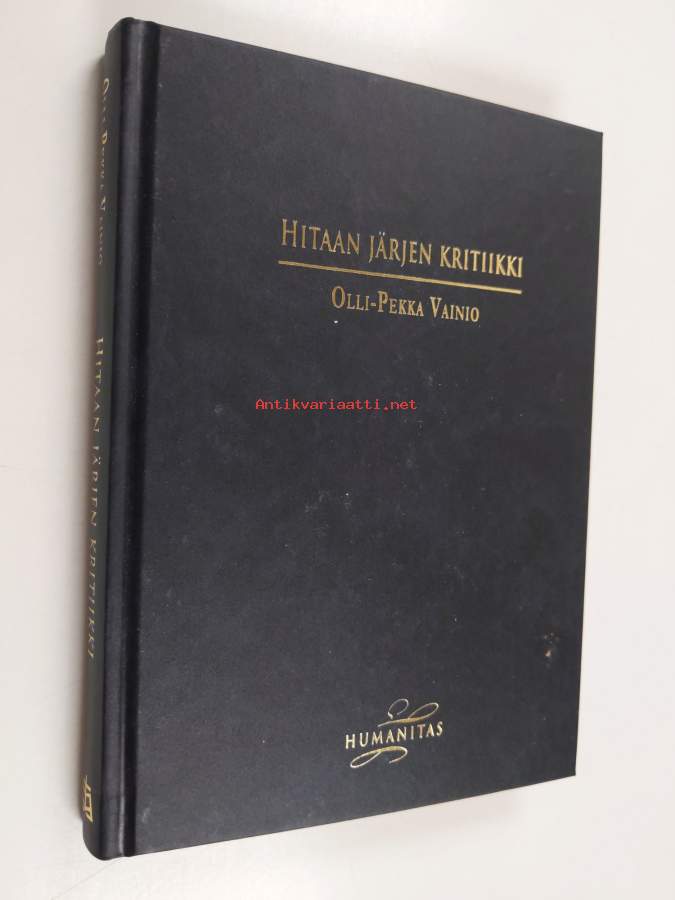 HITAAN JÄRJEN KRITIIKKI
OLLI-PEKKA VAINIO
Antikvariaatti.net
HUMANITAS
OLLI-PEKKA VAINIO
HITAAN JÄRJEN KRITIIKKI